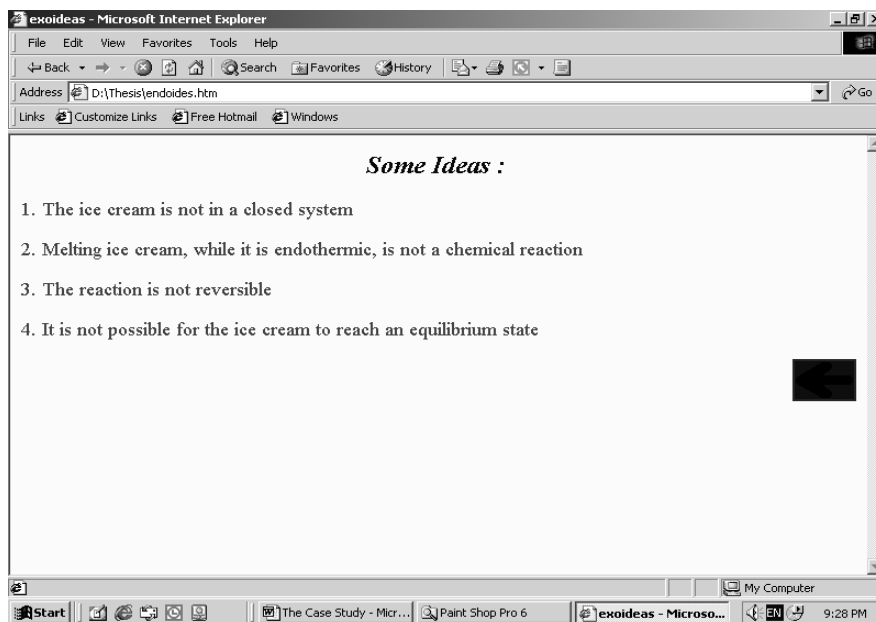 exoideas - Microsoft Internet Explorer
File Edit View Favorites Tools Help
Back Search Favorites History
Address D:\Thesis\endoides.htm Go
Links Customize Links Free Hotmail Windows
Some Ideas :
1. The ice cream is not in a closed system
2. Melting ice cream, while it is endothermic, is not a chemical reaction
3. The reaction is not reversible
4. It is not possible for the ice cream to reach an equilibrium state
My Computer
Start The Case Study - Micr... Paint Shop Pro 6 exoideas - Microso... EN 9:28 PM